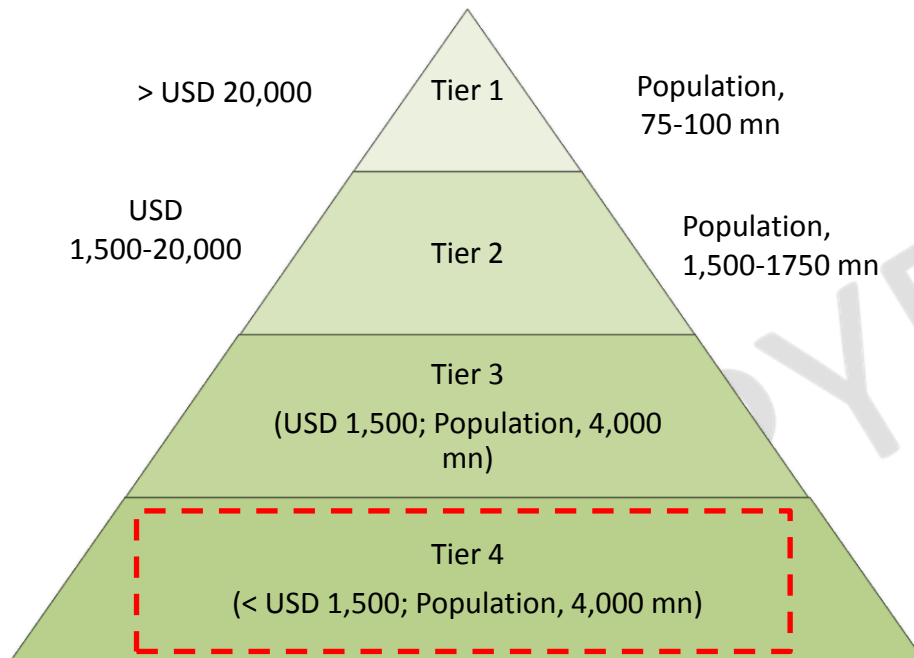 > USD 20,000
Tier 1
Population,
75-100 mn
USD
1,500-20,000
Tier 2
Population,
1,500-1750 mn
Tier 3
(USD 1,500; Population, 4,000
mn)
Tier 4
(< USD 1,500; Population, 4,000 mn)